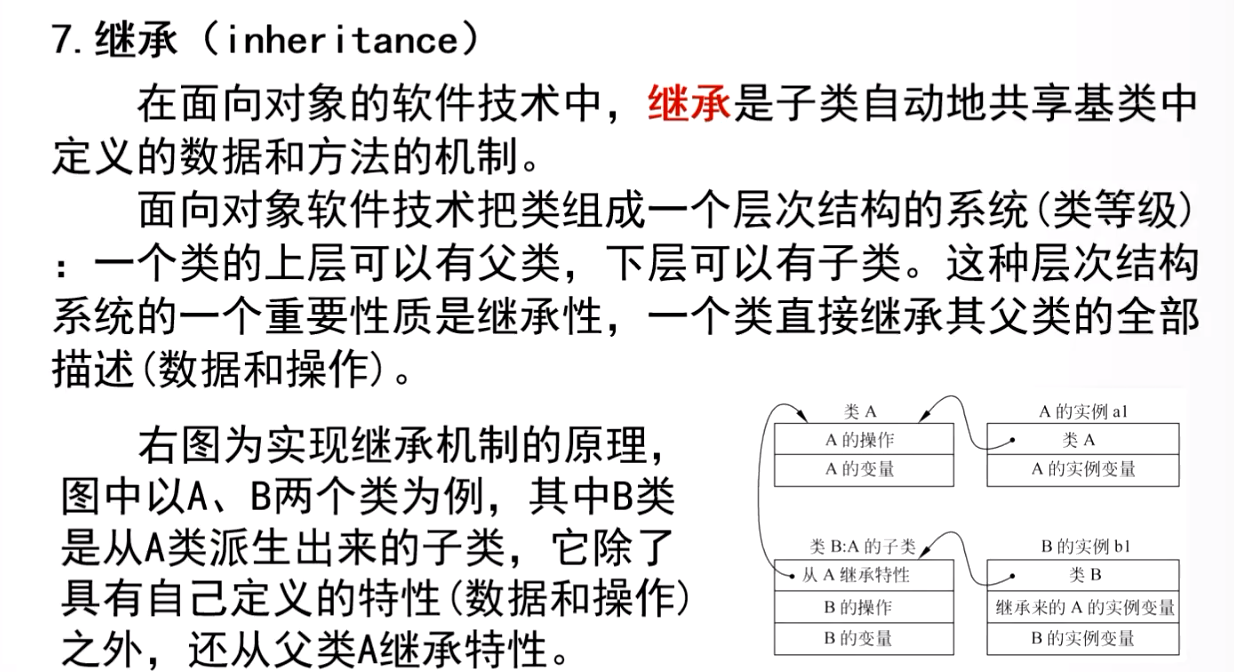 7.继承（inheritance）
在面向对象的软件技术中，继承是子类自动地共享基类中
定义的数据和方法的机制。
面向对象软件技术把类组成一个层次结构的系统(类等级)
：一个类的上层可以有父类，下层可以有子类。这种层次结构
系统的一个重要性质是继承性，一个类直接继承其父类的全部
描述(数据和操作)。
右图为实现继承机制的原理，
图中以A、B两个类为例，其中B类
是从A类派生出来的子类，它除了
具有自己定义的特性(数据和操作)
之外，还从父类A继承特性。
类 A
A 的操作
A 的变量
A 的实例 a1
类 A
A 的实例变量
类 B:A 的子类
从 A 继承特性
B 的操作
B 的变量
B 的实例 b1
类 B
继承来的 A 的实例变量
B 的实例变量